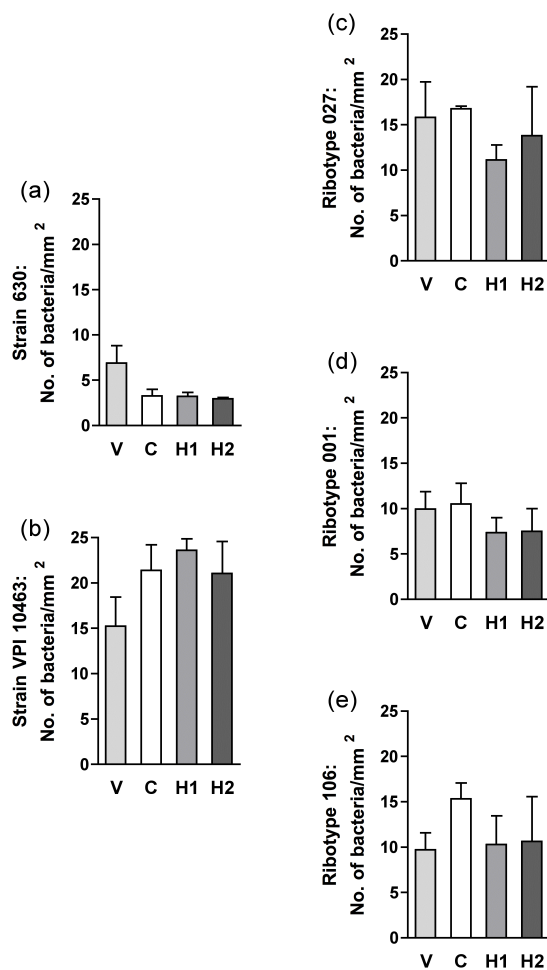 (a)
Strain 630:
No. of bacteria/mm 2
25
20
15
10
5
0
V C H1 H2
(b)
Strain VPI 10463:
No. of bacteria/mm 2
25
20
15
10
5
0
V C H1 H2
(c)
Ribotype 027:
No. of bacteria/mm 2
25
20
15
10
5
0
V C H1 H2
(d)
Ribotype 001:
No. of bacteria/mm 2
25
20
15
10
5
0
V C H1 H2
(e)
Ribotype 106:
No. of bacteria/mm 2
25
20
15
10
5
0
V C H1 H2